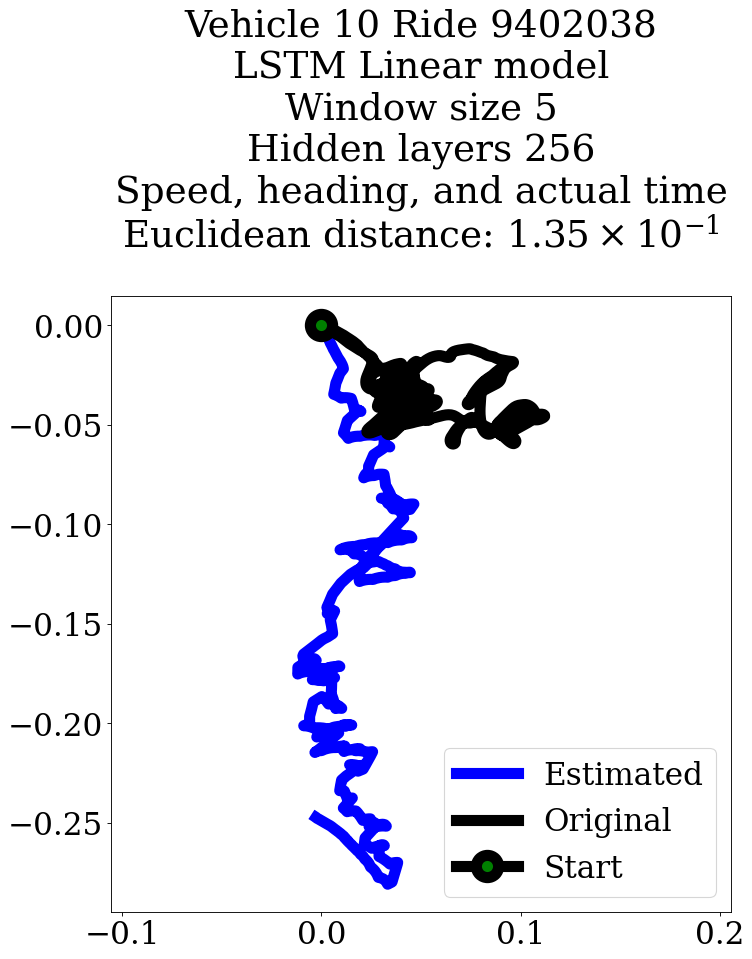 Vehicle 10 Ride 9402038
LSTM Linear model
Window size 5
Hidden layers 256
Speed, heading, and actual time
Euclidean distance: 1.35 × 10⁻¹
0.00
−0.05
−0.10
−0.15
−0.20
−0.25
Estimated
Original
Start
−0.1
0.0
0.1
0.2